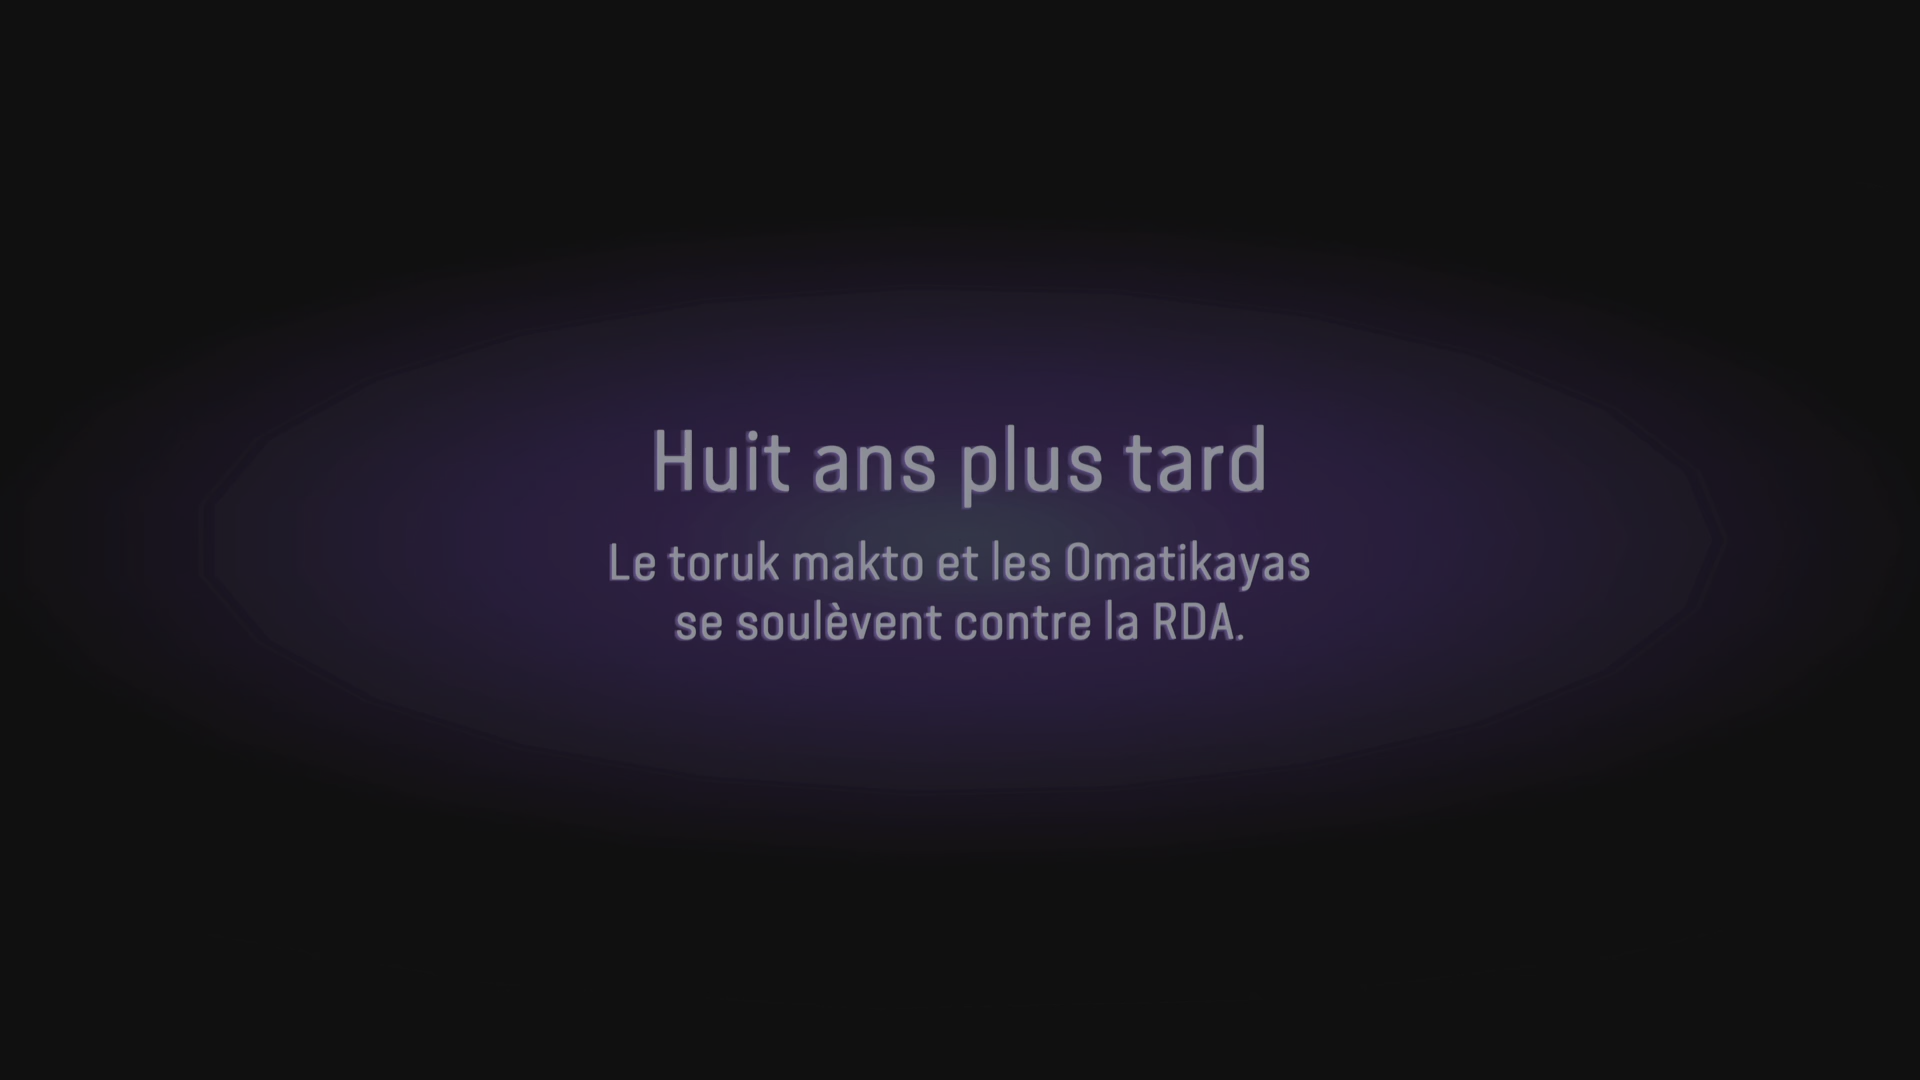 Huit ans plus tard
Le toruk makto et les Omatikayas
se soulèvent contre la RDA.